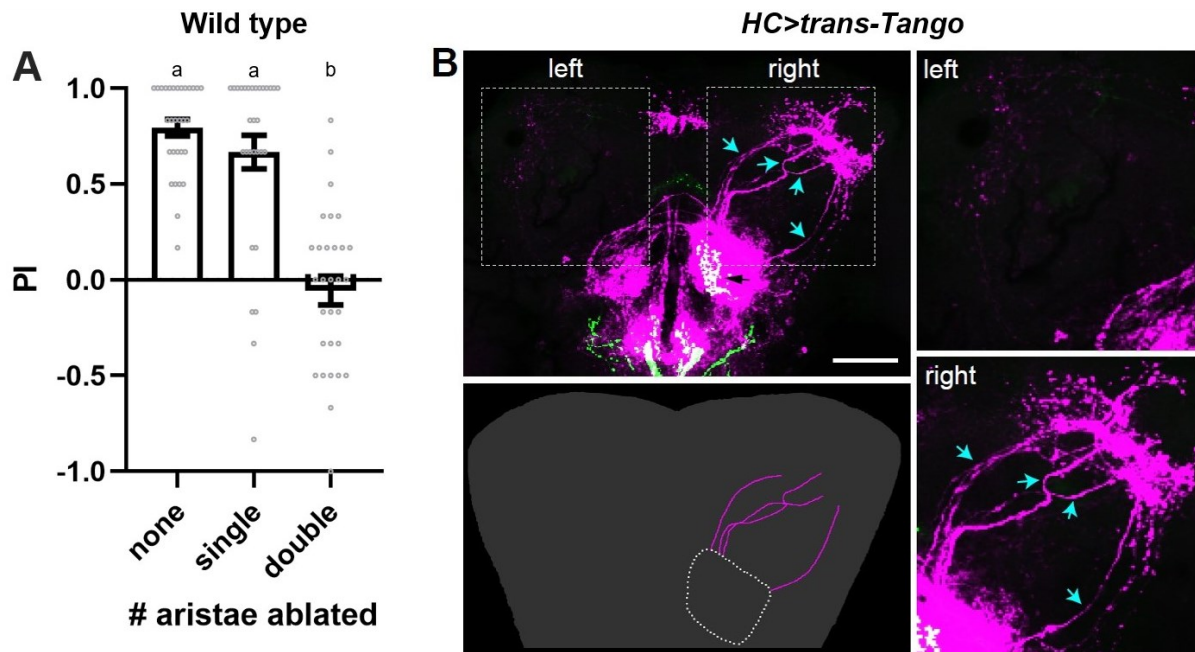 Wild type
A
a a b
1.0
0.5
0.0
-0.5
-1.0
PI
none single double
# aristae ablated
HC>trans-Tango
B
left right
left
right